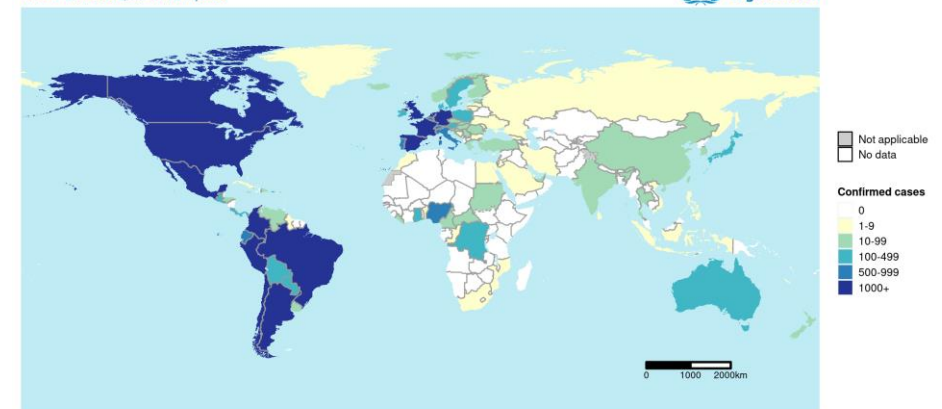 Not applicable
No data
Confirmed cases
0
1-9
10-99
100-499
500-999
1000+
0 1000 2000km